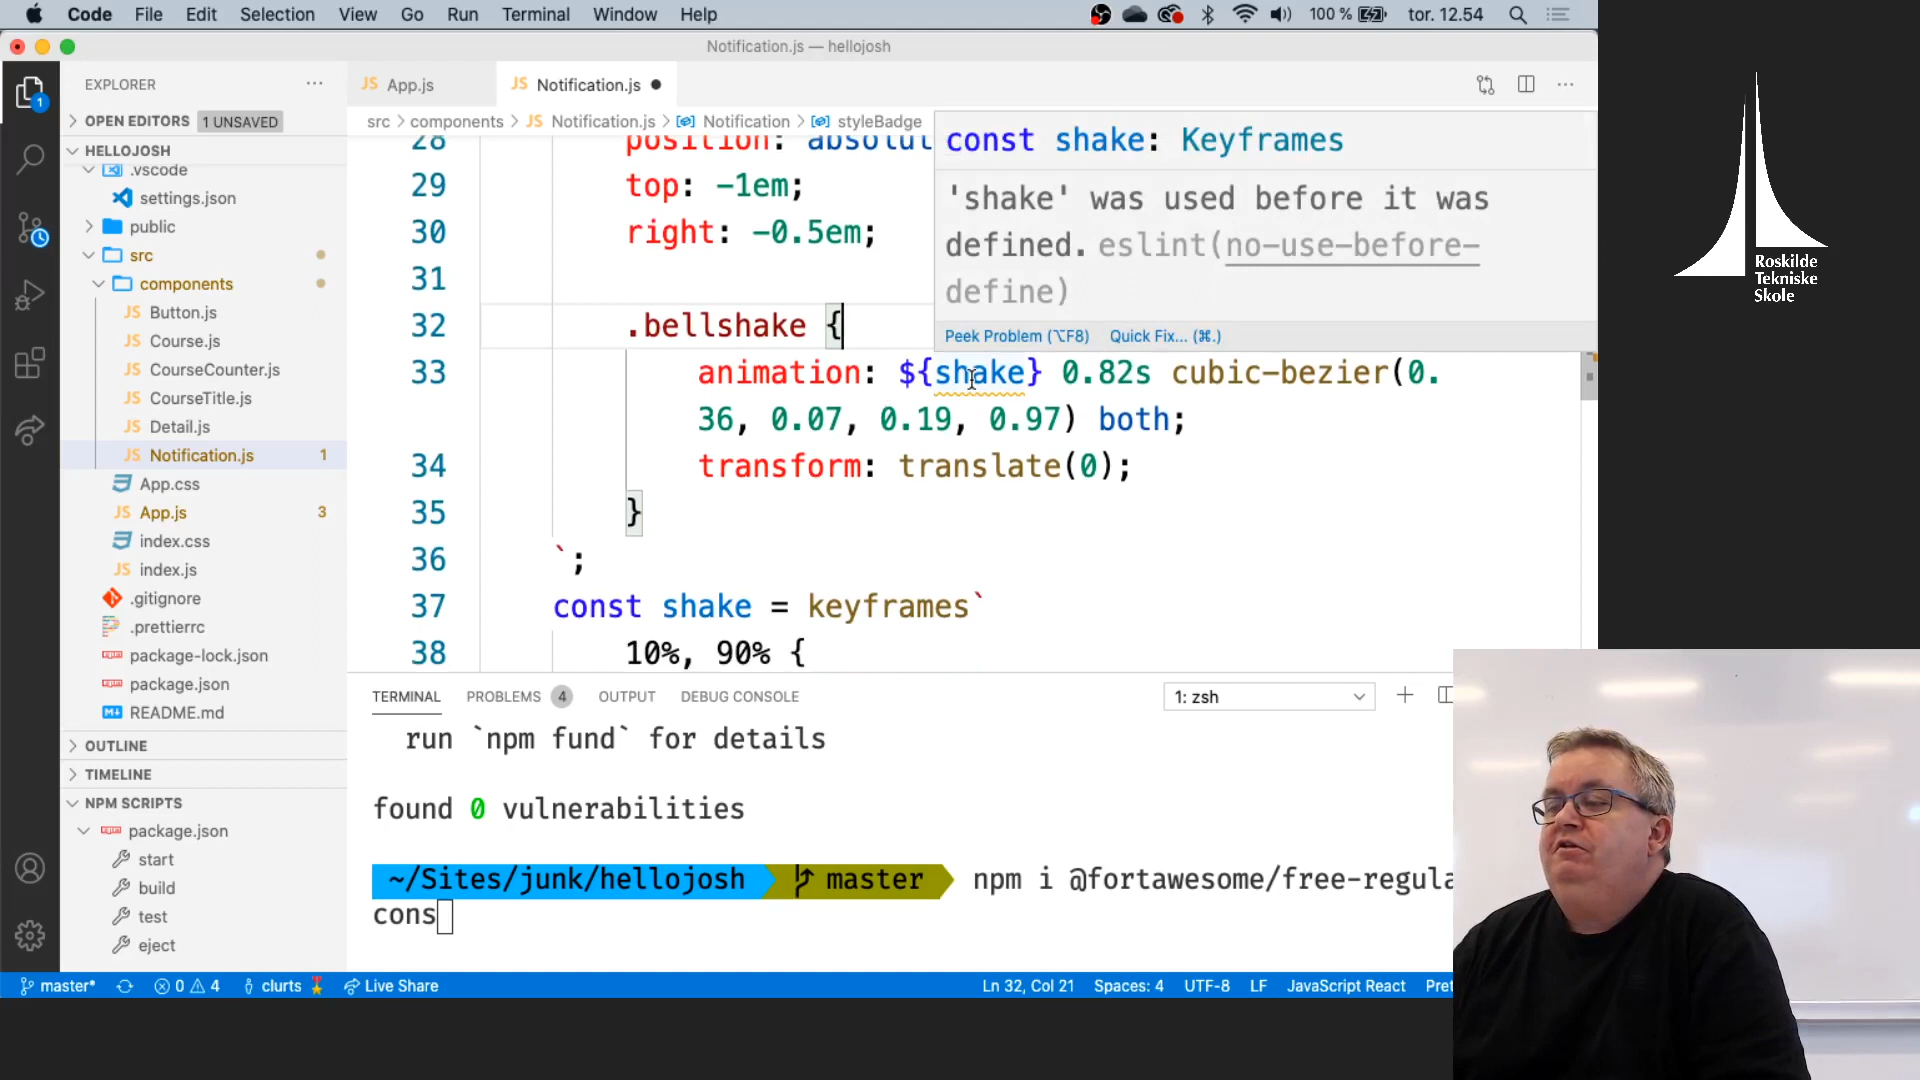 Code File Edit Selection View Go Run Terminal Window Help 100 % tor. 12.54
Notification.js — hellojosh
EXPLORER
OPEN EDITORS 1 UNSAVED
HELLOJOSH
.vscode
settings.json
public
src
components
Button.js
Course.js
CourseCounter.js
CourseTitle.js
Detail.js
Notification.js 1
App.css
App.js 3
index.css
index.js
.gitignore
.prettierrc
package-lock.json
package.json
README.md
OUTLINE
TIMELINE
NPM SCRIPTS
package.json
start
build
test
eject
1
JS App.js JS Notification.js
src > components > JS Notification.js > Notification > styleBadge
28 position: absolut
29 top: -1em;
30 right: -0.5em;
31
32 .bellshake {
33 animation: ${shake} 0.82s cubic-bezier(0.
36, 0.07, 0.19, 0.97) both;
34 transform: translate(0);
35 }
36 `;
37 const shake = keyframes`
38 10%, 90% {
const shake: Keyframes
'shake' was used before it was
defined. eslint(no-use-before-
define)
Peek Problem (⌥F8) Quick Fix... (⌘.)
TERMINAL PROBLEMS 4 OUTPUT DEBUG CONSOLE 1: zsh
run `npm fund` for details
found 0 vulnerabilities
~/Sites/junk/hellojosh master npm i @fortawesome/free-regula
cons
master* 0 4 clurts Live Share Ln 32, Col 21 Spaces: 4 UTF-8 LF JavaScript React Pret
Roskilde
Tekniske
Skole